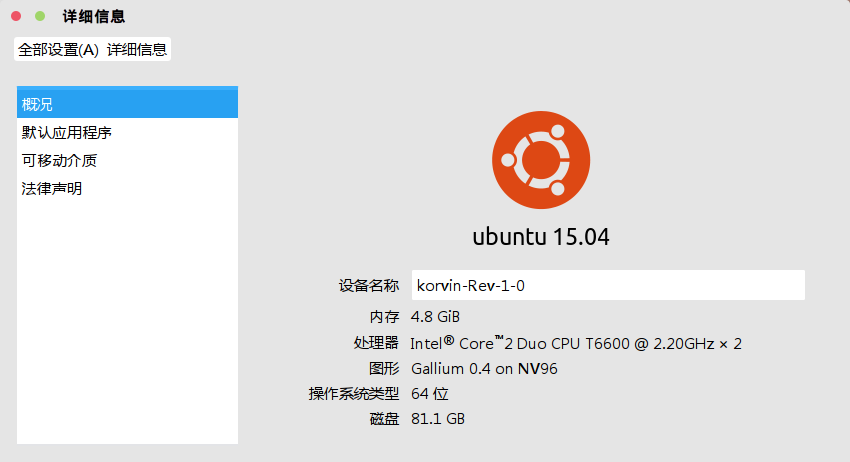 详细信息
全部设置(A) 详细信息
概况
默认应用程序
可移动介质
法律声明
ubuntu 15.04
设备名称 korvin-Rev-1-0
内存 4.8 GiB
处理器 Intel® Core™2 Duo CPU T6600 @ 2.20GHz × 2
图形 Gallium 0.4 on NV96
操作系统类型 64 位
磁盘 81.1 GB